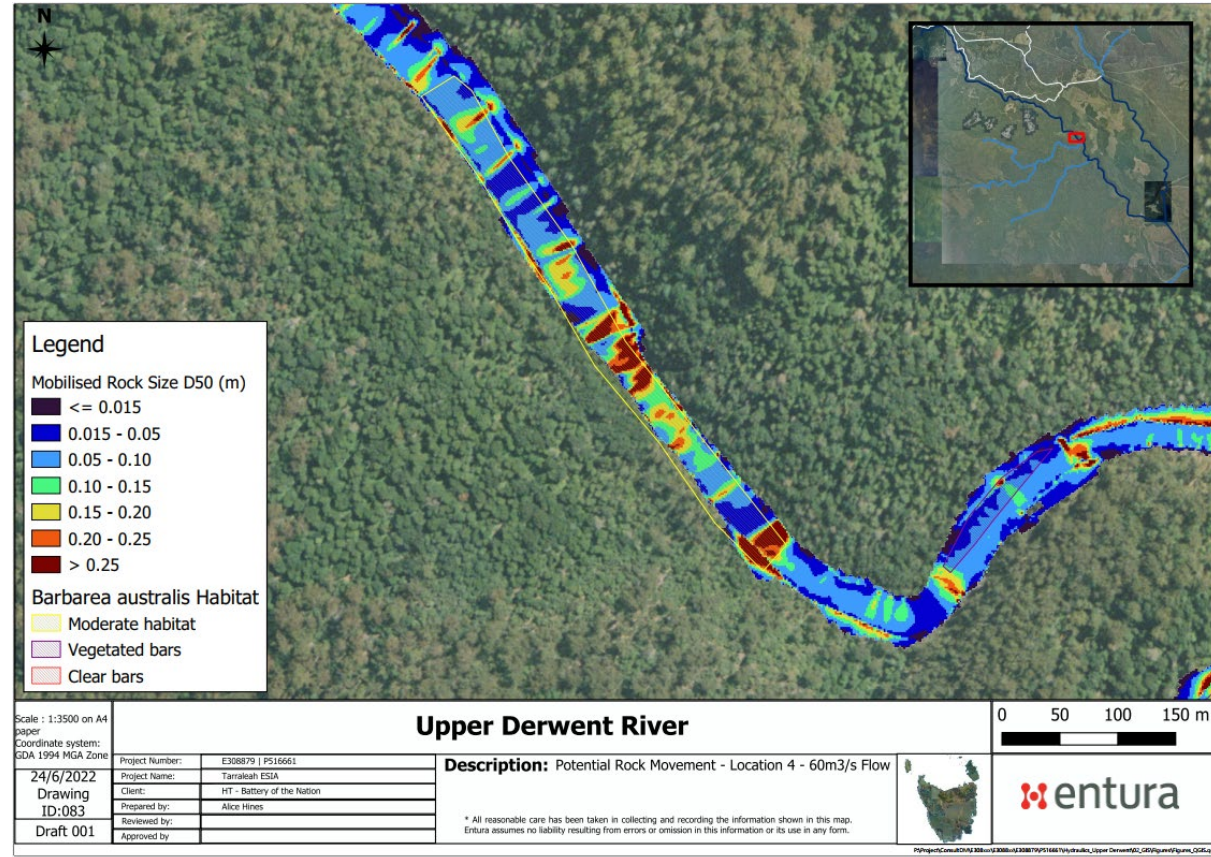 N
Legend
Mobilised Rock Size D50 (m)
<= 0.015
0.015 - 0.05
0.05 - 0.10
0.10 - 0.15
0.15 - 0.20
0.20 - 0.25
> 0.25
Barbarea australis Habitat
Moderate habitat
Vegetated bars
Clear bars
Scale : 1:3500 on A4
paper
Coordinate system:
GDA 1994 MGA Zone
24/6/2022
Drawing
ID:083
Draft 001
Upper Derwent River
Project Number: E308879 | P516661
Project Name: Tarraleah ESIA
Client: HT - Battery of the Nation
Prepared by: Alice Hines
Reviewed by:
Approved by
Description: Potential Rock Movement - Location 4 - 60m3/s Flow
* All reasonable care has been taken in collecting and recording the information shown in this map.
Entura assumes no liability resulting from errors or omission in this information or its use in any form.
0 50 100 150 m
entura